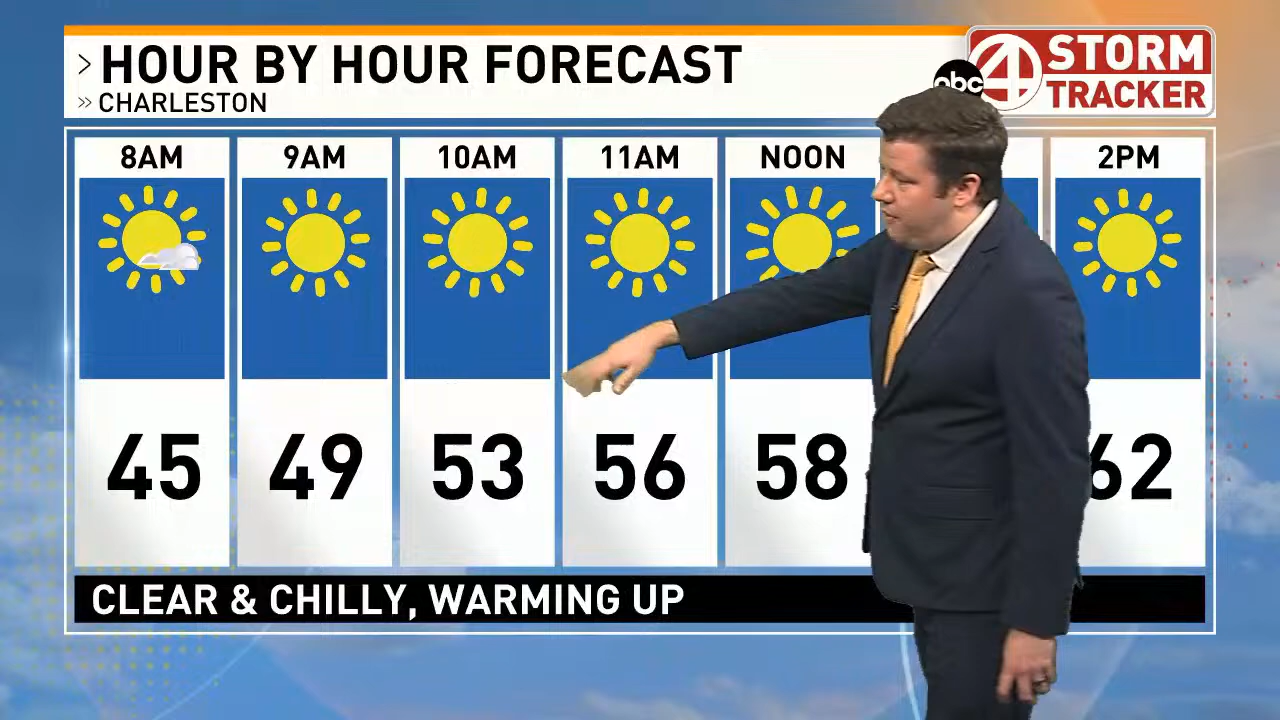 > HOUR BY HOUR FORECAST
» CHARLESTON
abc 4 STORM TRACKER
8AM 9AM 10AM 11AM NOON 2PM
45 49 53 56 58 62
CLEAR & CHILLY, WARMING UP